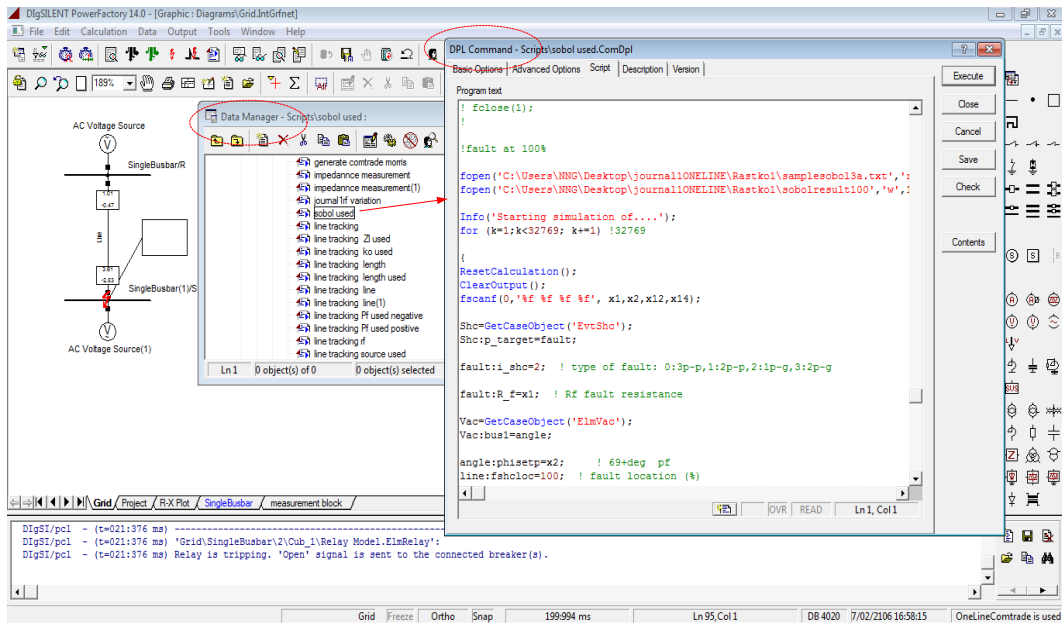 DIgSILENT PowerFactory 14.0 - [Graphic : Diagrams\Grid.IntGrfnet]
File Edit Calculation Data Output Tools Window Help
189%
AC Voltage Source
V
SingleBusbar/R
1.01
-0.47
Line
3.61
-2.83
SingleBusbar(1)/S
V
AC Voltage Source(1)
Data Manager - Scripts\sobol used :
generate comtrade morris
impedannce measurement
impedannce measurement(1)
journal1rf variation
sobol used
line tracking
line tracking Zl used
line tracking ko used
line tracking length
line tracking length used
line tracking line
line tracking line(1)
line tracking Pf used negative
line tracking Pf used positive
line tracking rf
line tracking source used
Ln 1 0 object(s) of 0 0 object(s) selected
DPL Command - Scripts\sobol used.ComDpl
Basic Options Advanced Options Script Description Version
Program text
! fclose(1);
!
!fault at 100%
fopen('C:\Users\NNG\Desktop\journal1ONELINE\Rastko1\samplesobol3a.txt','r
fopen('C:\Users\NNG\Desktop\journal1ONELINE\Rastko1\sobolresult100','w',1
Info('Starting simulation of....');
for (k=1;k<32769; k+=1) !32769
{
ResetCalculation();
ClearOutput();
fscanf(0,'%f %f %f %f', x1,x2,x12,x14);
Shc=GetCaseObject('EvtShc');
Shc:p_target=fault;
fault:i_shc=2; ! type of fault: 0:3p-p,1:2p-p,2:1p-g,3:2p-g
fault:R_f=x1; ! Rf fault resistance
Vac=GetCaseObject('ElmVac');
Vac:bus1=angle;
angle:phisetp=x2; ! 69+deg pf
line:fshcloc=100; ! fault location (%)
OVR READ Ln 1, Col 1
Execute
Close
Cancel
Save
Check
Contents
Grid Project R-X Plot SingleBusbar measurement block
DIgSI/pcl - (t=021:376 ms) ----------------------------------------
DIgSI/pcl - (t=021:376 ms) 'Grid\SingleBusbar\2\Cub_1\Relay Model.ElmRelay':
DIgSI/pcl - (t=021:376 ms) Relay is tripping. 'Open' signal is sent to the connected breaker(s).
Grid Freeze Ortho Snap 199:994 ms Ln 95, Col 1 DB 4020 7/02/2106 16:58:15 OneLineComtrade is used